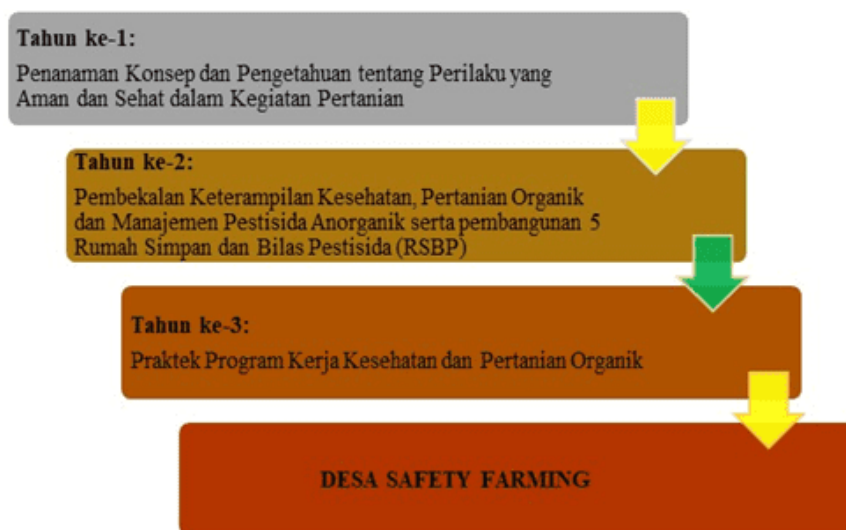 Tahun ke-1:
Penanaman Konsep dan Pengetahuan tentang Perilaku yang
Aman dan Sehat dalam Kegiatan Pertanian
Tahun ke-2:
Pembekalan Keterampilan Kesehatan, Pertanian Organik
dan Manajemen Pestisida Anorganik serta pembangunan 5
Rumah Simpan dan Bilas Pestisida (RSBP)
Tahun ke-3:
Praktek Program Kerja Kesehatan dan Pertanian Organik
DESA SAFETY FARMING